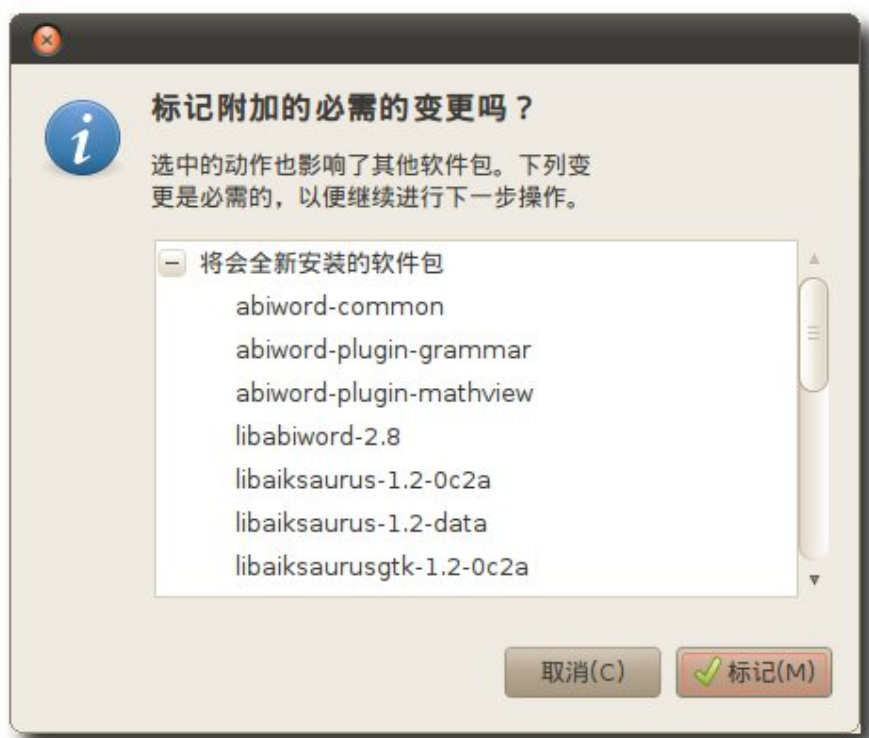 标记附加的必需的变更吗？
选中的动作也影响了其他软件包。下列变
更是必需的，以便继续进行下一步操作。
将会全新安装的软件包
abiword-common
abiword-plugin-grammar
abiword-plugin-mathview
libabiword-2.8
libaiksaurus-1.2-0c2a
libaiksaurus-1.2-data
libaiksaurusgtk-1.2-0c2a
取消(C) 标记(M)